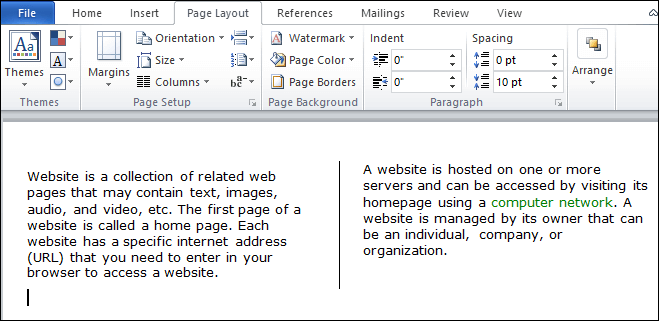 File Home Insert Page Layout References Mailings Review View
Orientation Watermark Indent Spacing
Aa Size Page Color 0" 0 pt
Themes Margins Columns Page Borders 0" 10 pt Arrange
Themes Page Setup Page Background Paragraph
Website is a collection of related web
pages that may contain text, images,
audio, and video, etc. The first page of a
website is called a home page. Each
website has a specific internet address
(URL) that you need to enter in your
browser to access a website.
A website is hosted on one or more
servers and can be accessed by visiting its
homepage using a computer network. A
website is managed by its owner that can
be an individual, company, or
organization.